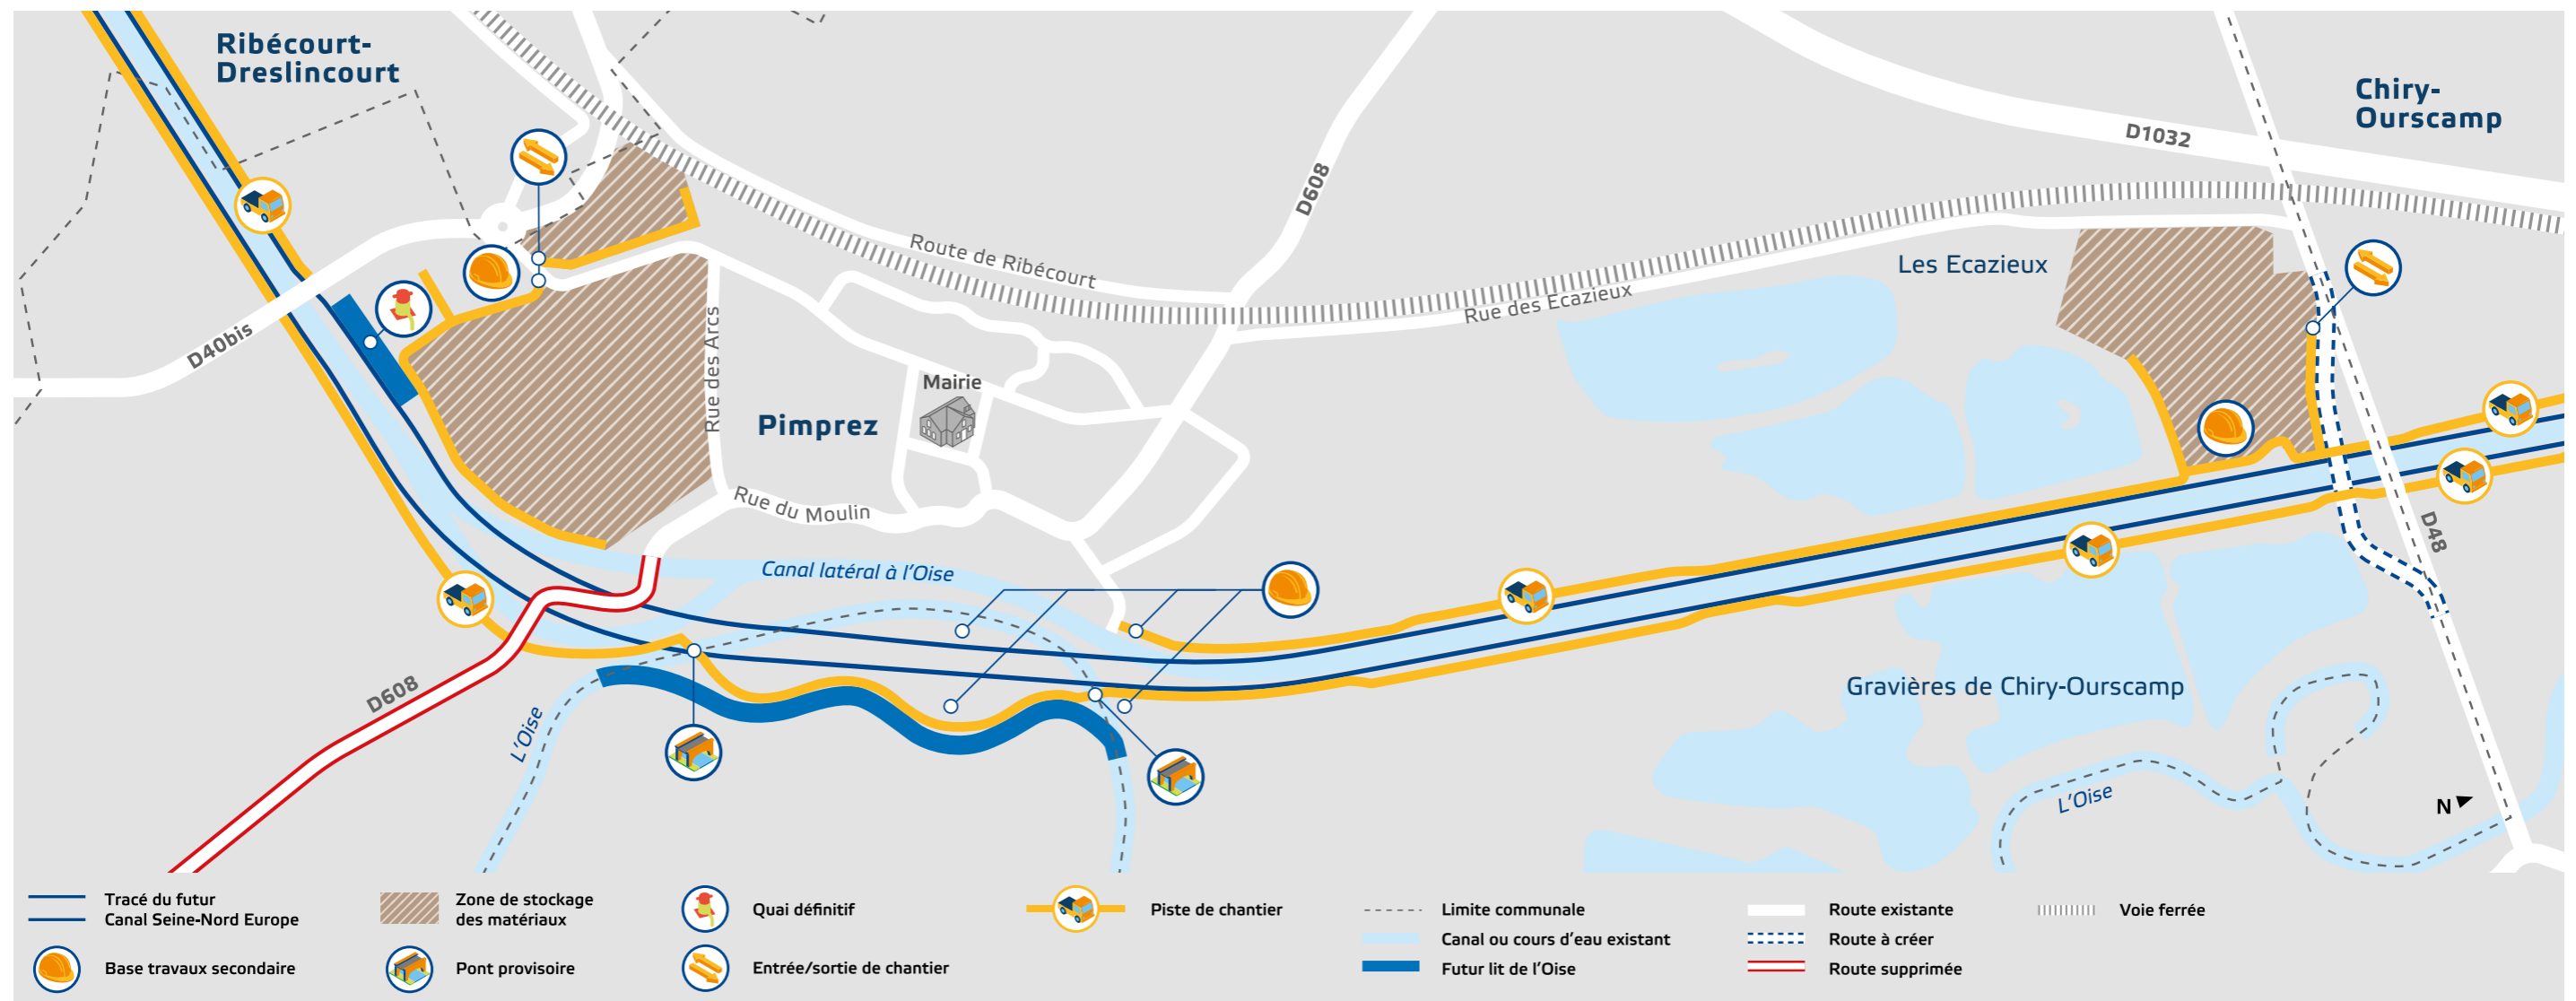 Ribécourt-
Dreslincourt
Chiry-
Ourscamp
D1032
D608
Route de Ribécourt
Les Ecazieux
Rue des Ecazieux
D40bis
Rue des Arcs
Mairie
Pimprez
Rue du Moulin
Canal latéral à l'Oise
D48
D608
L'Oise
Gravières de Chiry-Ourscamp
L'Oise
N
Tracé du futur
Canal Seine-Nord Europe
Base travaux secondaire
Zone de stockage
des matériaux
Pont provisoire
Quai définitif
Entrée/sortie de chantier
Piste de chantier
Limite communale
Canal ou cours d'eau existant
Futur lit de l'Oise
Route existante
Route à créer
Route supprimée
Voie ferrée